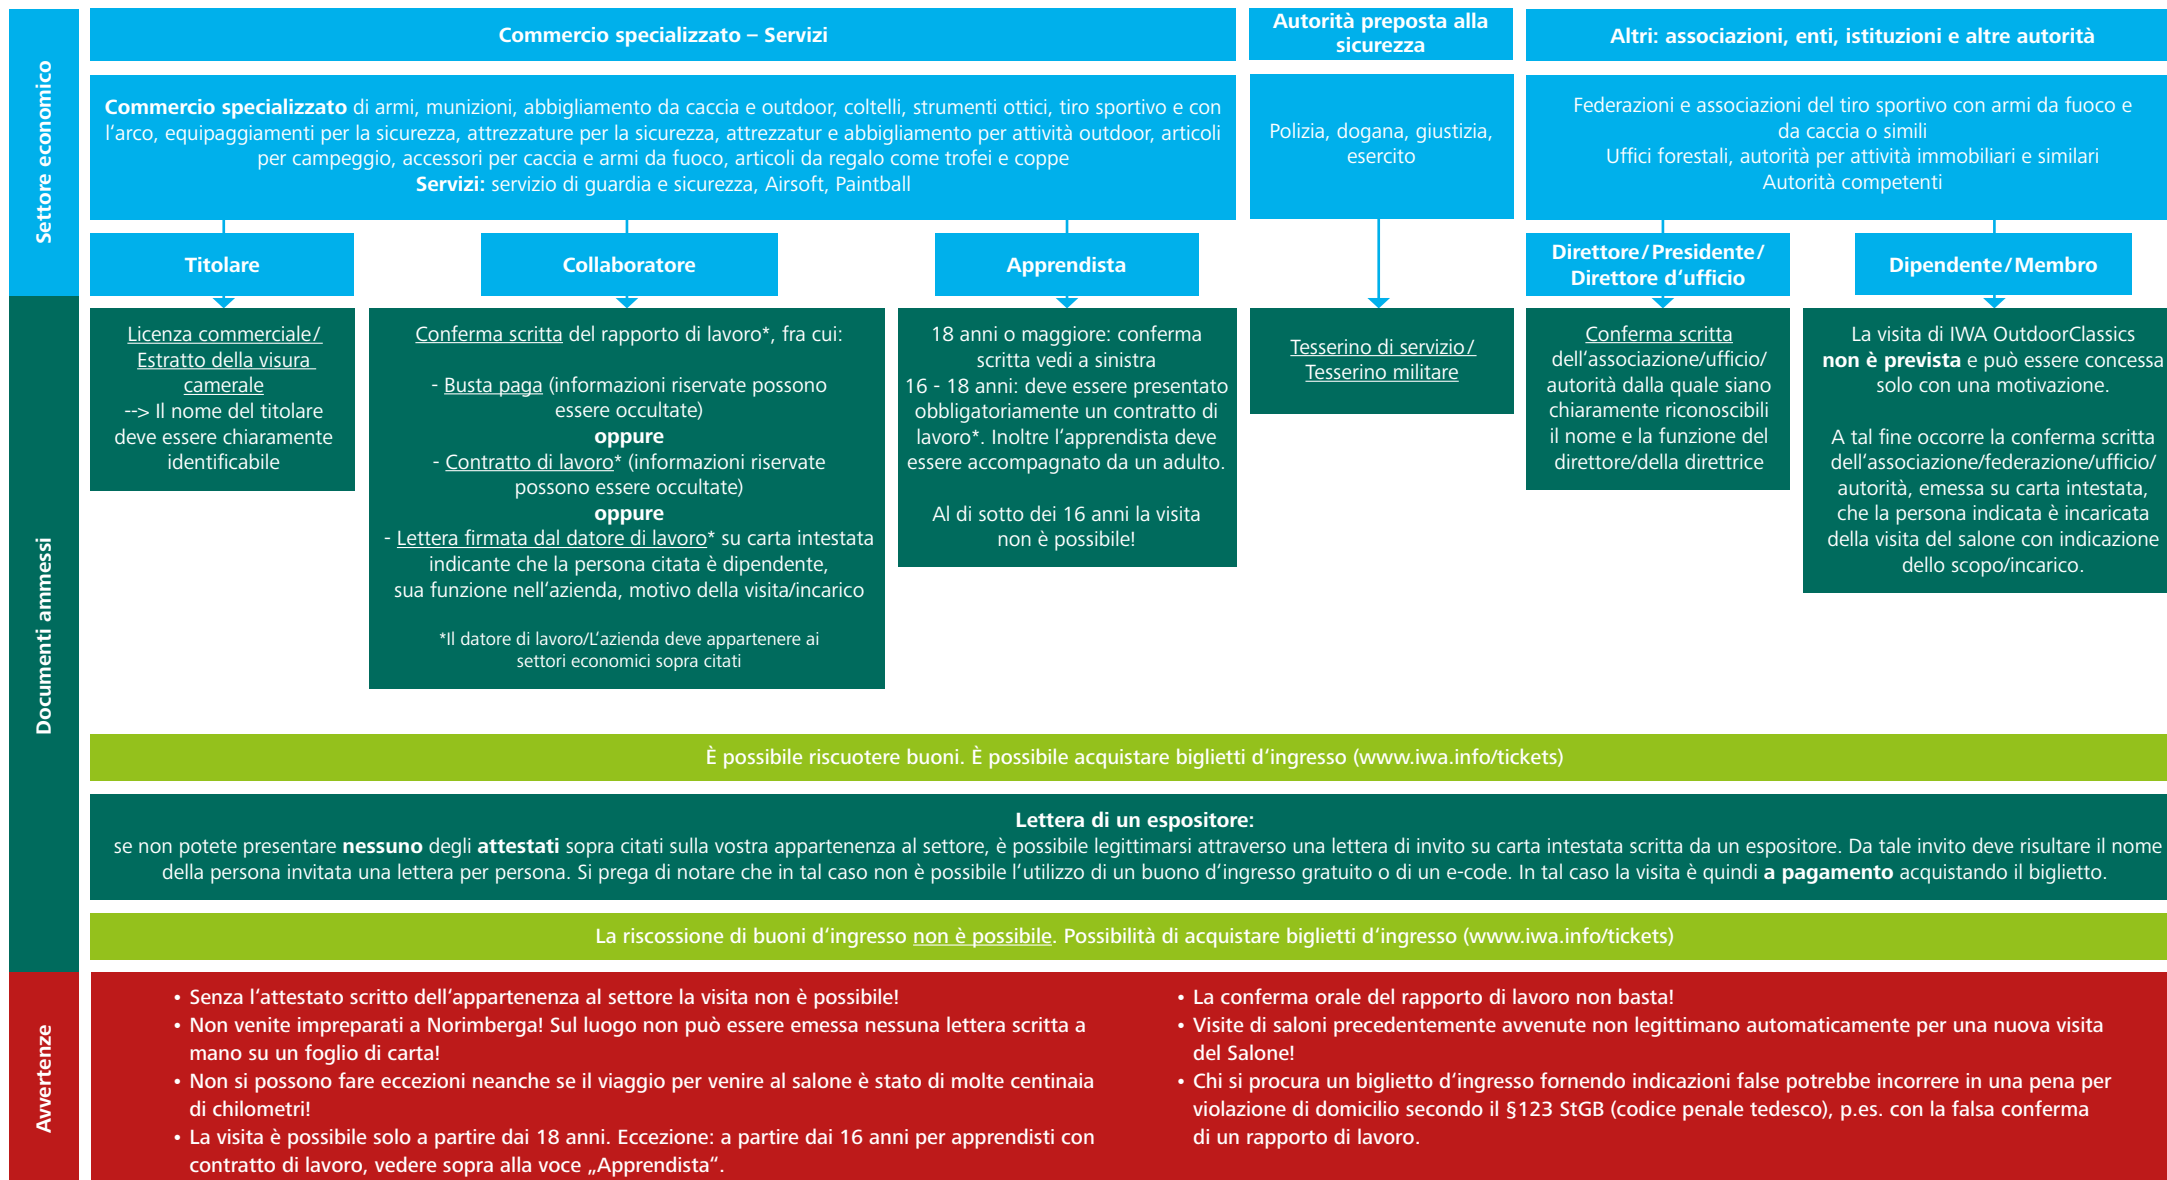 Settore economico
Commercio specializzato – Servizi
Autorità preposta alla
sicurezza
Altri: associazioni, enti, istituzioni e altre autorità
Commercio specializzato di armi, munizioni, abbigliamento da caccia e outdoor, coltelli, strumenti ottici, tiro sportivo e con
l‘arco, equipaggiamenti per la sicurezza, attrezzature per la sicurezza, attrezzatur e abbigliamento per attività outdoor, articoli
per campeggio, accessori per caccia e armi da fuoco, articoli da regalo come trofei e coppe
Servizi: servizio di guardia e sicurezza, Airsoft, Paintball
Polizia, dogana, giustizia,
esercito
Federazioni e associazioni del tiro sportivo con armi da fuoco e
da caccia o simili
Uffici forestali, autorità per attività immobiliari e similari
Autorità competenti
Titolare
Collaboratore
Apprendista
Direttore/Presidente/
Direttore d‘ufficio
Dipendente/Membro
Documenti ammessi
Licenza commerciale/
Estratto della visura
camerale
--> Il nome del titolare
deve essere chiaramente
identificabile
Conferma scritta del rapporto di lavoro*, fra cui:
- Busta paga (informazioni riservate possono
essere occultate)
oppure
- Contratto di lavoro* (informazioni riservate
possono essere occultate)
oppure
- Lettera firmata dal datore di lavoro* su carta intestata
indicante che la persona citata è dipendente,
sua funzione nell‘azienda, motivo della visita/incarico
*Il datore di lavoro/L‘azienda deve appartenere ai
settori economici sopra citati
18 anni o maggiore: conferma
scritta vedi a sinistra
16 - 18 anni: deve essere presentato
obbligatoriamente un contratto di
lavoro*. Inoltre l‘apprendista deve
essere accompagnato da un adulto.
Al di sotto dei 16 anni la visita
non è possibile!
Tesserino di servizio/
Tesserino militare
Conferma scritta
dell‘associazione/ufficio/
autorità dalla quale siano
chiaramente riconoscibili
il nome e la funzione del
direttore/della direttrice
La visita di IWA OutdoorClassics
non è prevista e può essere concessa
solo con una motivazione.
A tal fine occorre la conferma scritta
dell‘associazione/federazione/ufficio/
autorità, emessa su carta intestata,
che la persona indicata è incaricata
della visita del salone con indicazione
dello scopo/incarico.
È possibile riscuotere buoni. È possibile acquistare biglietti d‘ingresso (www.iwa.info/tickets)
Lettera di un espositore:
se non potete presentare nessuno degli attestati sopra citati sulla vostra appartenenza al settore, è possibile legittimarsi attraverso una lettera di invito su carta intestata scritta da un espositore. Da tale invito deve risultare il nome
della persona invitata una lettera per persona. Si prega di notare che in tal caso non è possibile l‘utilizzo di un buono d‘ingresso gratuito o di un e-code. In tal caso la visita è quindi a pagamento acquistando il biglietto.
La riscossione di buoni d‘ingresso non è possibile. Possibilità di acquistare biglietti d‘ingresso (www.iwa.info/tickets)
Avvertenze
• Senza l‘attestato scritto dell‘appartenenza al settore la visita non è possibile!
• Non venite impreparati a Norimberga! Sul luogo non può essere emessa nessuna lettera scritta a
mano su un foglio di carta!
• Non si possono fare eccezioni neanche se il viaggio per venire al salone è stato di molte centinaia
di chilometri!
• La visita è possibile solo a partire dai 18 anni. Eccezione: a partire dai 16 anni per apprendisti con
contratto di lavoro, vedere sopra alla voce „Apprendista“.
• La conferma orale del rapporto di lavoro non basta!
• Visite di saloni precedentemente avvenute non legittimano automaticamente per una nuova visita
del Salone!
• Chi si procura un biglietto d‘ingresso fornendo indicazioni false potrebbe incorrere in una pena per
violazione di domicilio secondo il §123 StGB (codice penale tedesco), p.es. con la falsa conferma
di un rapporto di lavoro.